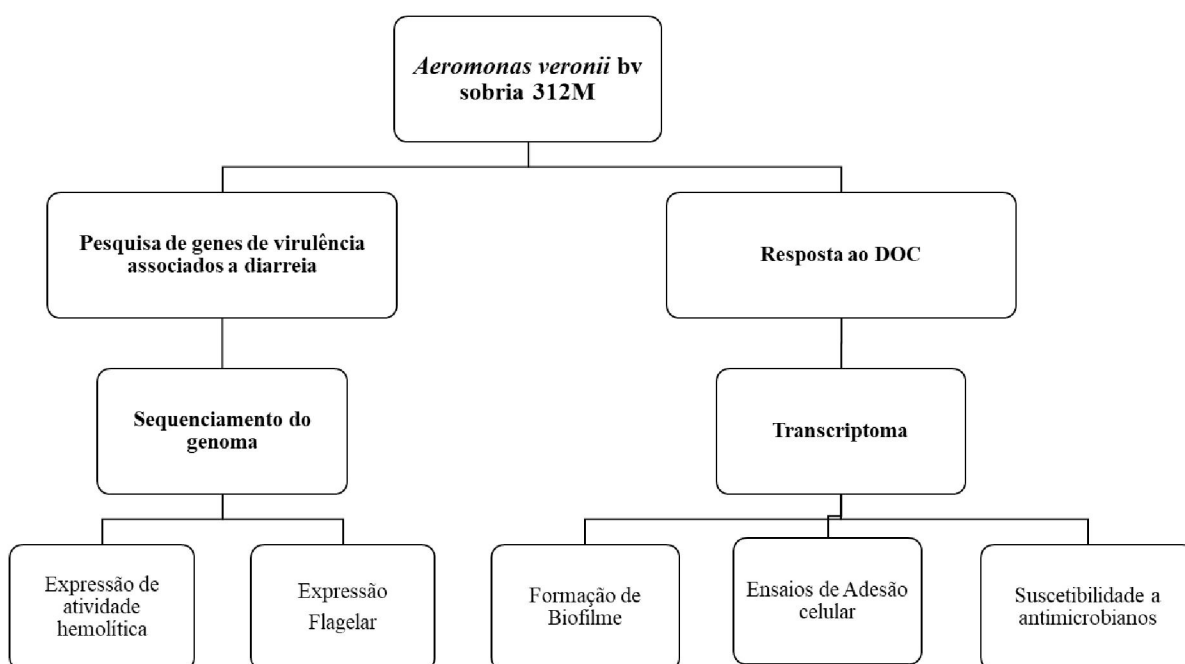 Aeromonas veronii bv
sobria 312M
Pesquisa de genes de virulência
associados a diarreia
Resposta ao DOC
Sequenciamento do
genoma
Transcriptoma
Expressão de
atividade
hemolítica
Expressão
Flagelar
Formação de
Biofilme
Ensaios de Adesão
celular
Suscetibilidade a
antimicrobianos